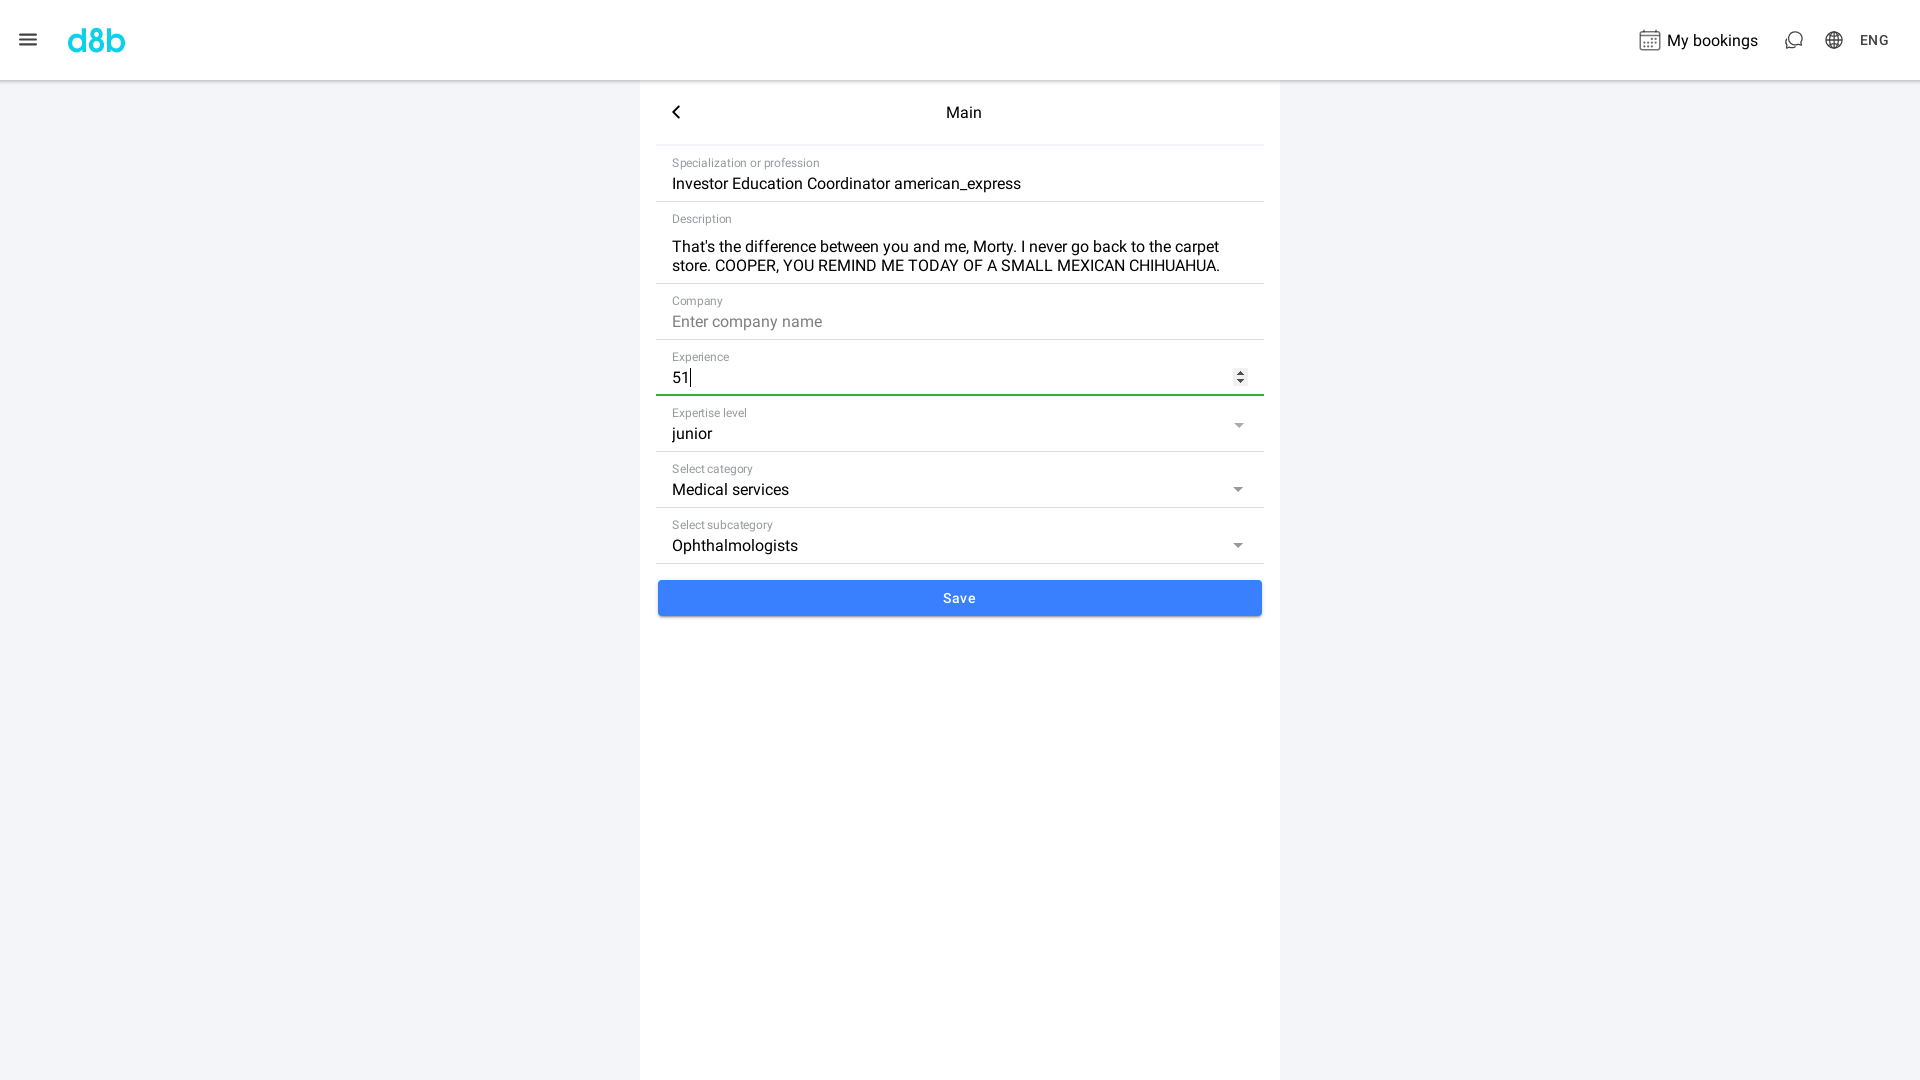 d8b
My bookings
ENG
Main
Specialization or profession
Investor Education Coordinator american_express
Description
That's the difference between you and me, Morty. I never go back to the carpet
store. COOPER, YOU REMIND ME TODAY OF A SMALL MEXICAN CHIHUAHUA.
Company
Enter company name
Experience
51
Expertise level
junior
Select category
Medical services
Select subcategory
Ophthalmologists
Save